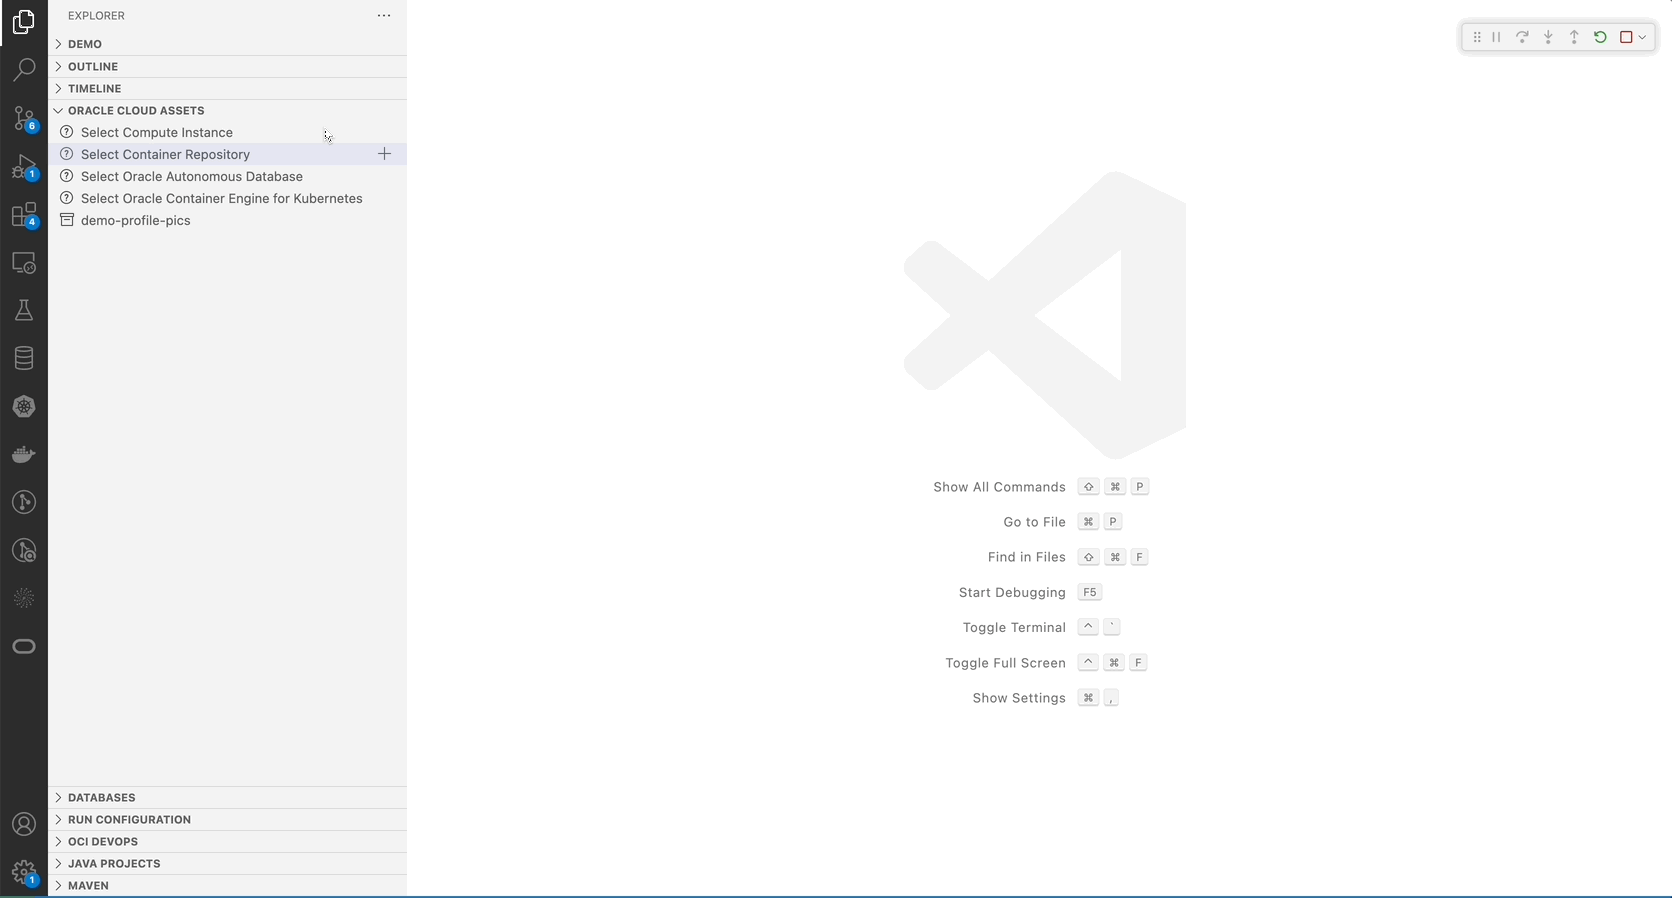 EXPLORER
DEMO
OUTLINE
TIMELINE
ORACLE CLOUD ASSETS
Select Compute Instance
Select Container Repository
Select Oracle Autonomous Database
Select Oracle Container Engine for Kubernetes
demo-profile-pics
6
1
4
Show All Commands ⇧ ⌘ P
Go to File ⌘ P
Find in Files ⇧ ⌘ F
Start Debugging F5
Toggle Terminal ^ `
Toggle Full Screen ^ ⌘ F
Show Settings ⌘ ,
DATABASES
RUN CONFIGURATION
OCI DEVOPS
JAVA PROJECTS
MAVEN
1